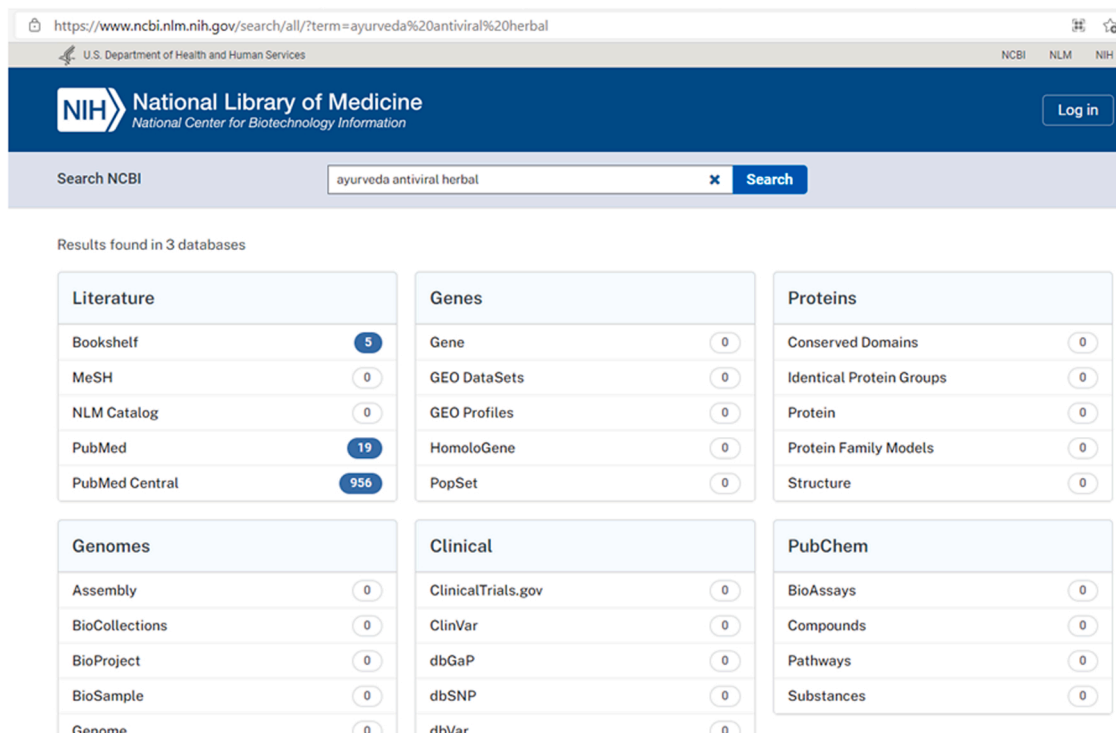 https://www.ncbi.nlm.nih.gov/search/all/?term=ayurveda%20antiviral%20herbal
U.S. Department of Health and Human Services NCBI NLM NIH
NIH National Library of Medicine
National Center for Biotechnology Information
Log in
Search NCBI ayurveda antiviral herbal Search
Results found in 3 databases
Literature
Bookshelf 5
MeSH 0
NLM Catalog 0
PubMed 19
PubMed Central 956
Genes
Gene 0
GEO DataSets 0
GEO Profiles 0
HomoloGene 0
PopSet 0
Proteins
Conserved Domains 0
Identical Protein Groups 0
Protein 0
Protein Family Models 0
Structure 0
Genomes
Assembly 0
BioCollections 0
BioProject 0
BioSample 0
Genome 0
Clinical
ClinicalTrials.gov 0
ClinVar 0
dbGaP 0
dbSNP 0
dbVar 0
PubChem
BioAssays 0
Compounds 0
Pathways 0
Substances 0